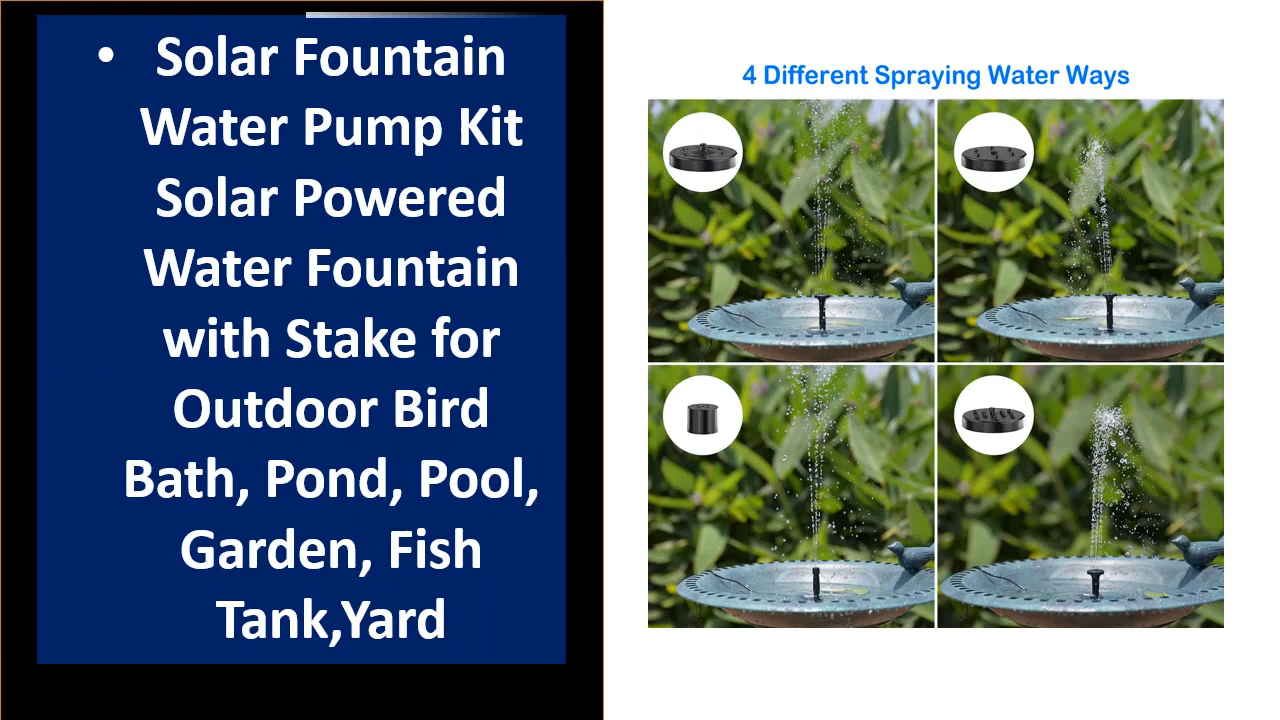 • Solar Fountain
Water Pump Kit
Solar Powered
Water Fountain
with Stake for
Outdoor Bird
Bath, Pond, Pool,
Garden, Fish
Tank,Yard
4 Different Spraying Water Ways